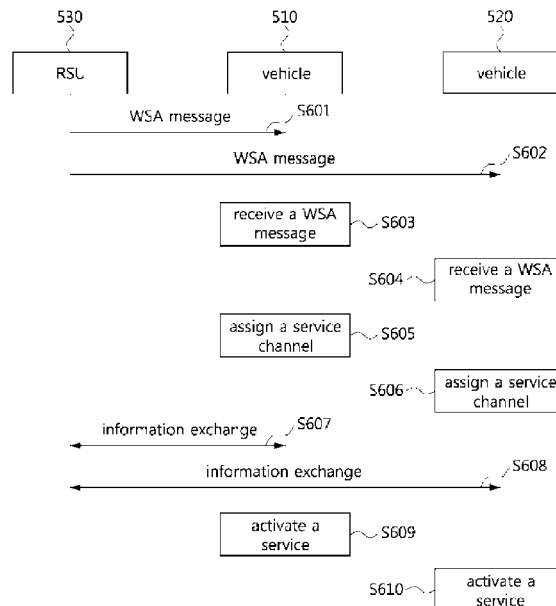 530
510
520
RSU
vehicle
vehicle
WSA message
S601
WSA message
S602
receive a WSA
message
S603
S604
receive a WSA
message
assign a service
channel
S605
S606
assign a service
channel
information exchange
S607
information exchange
S608
activate a
service
S609
S610
activate a
service